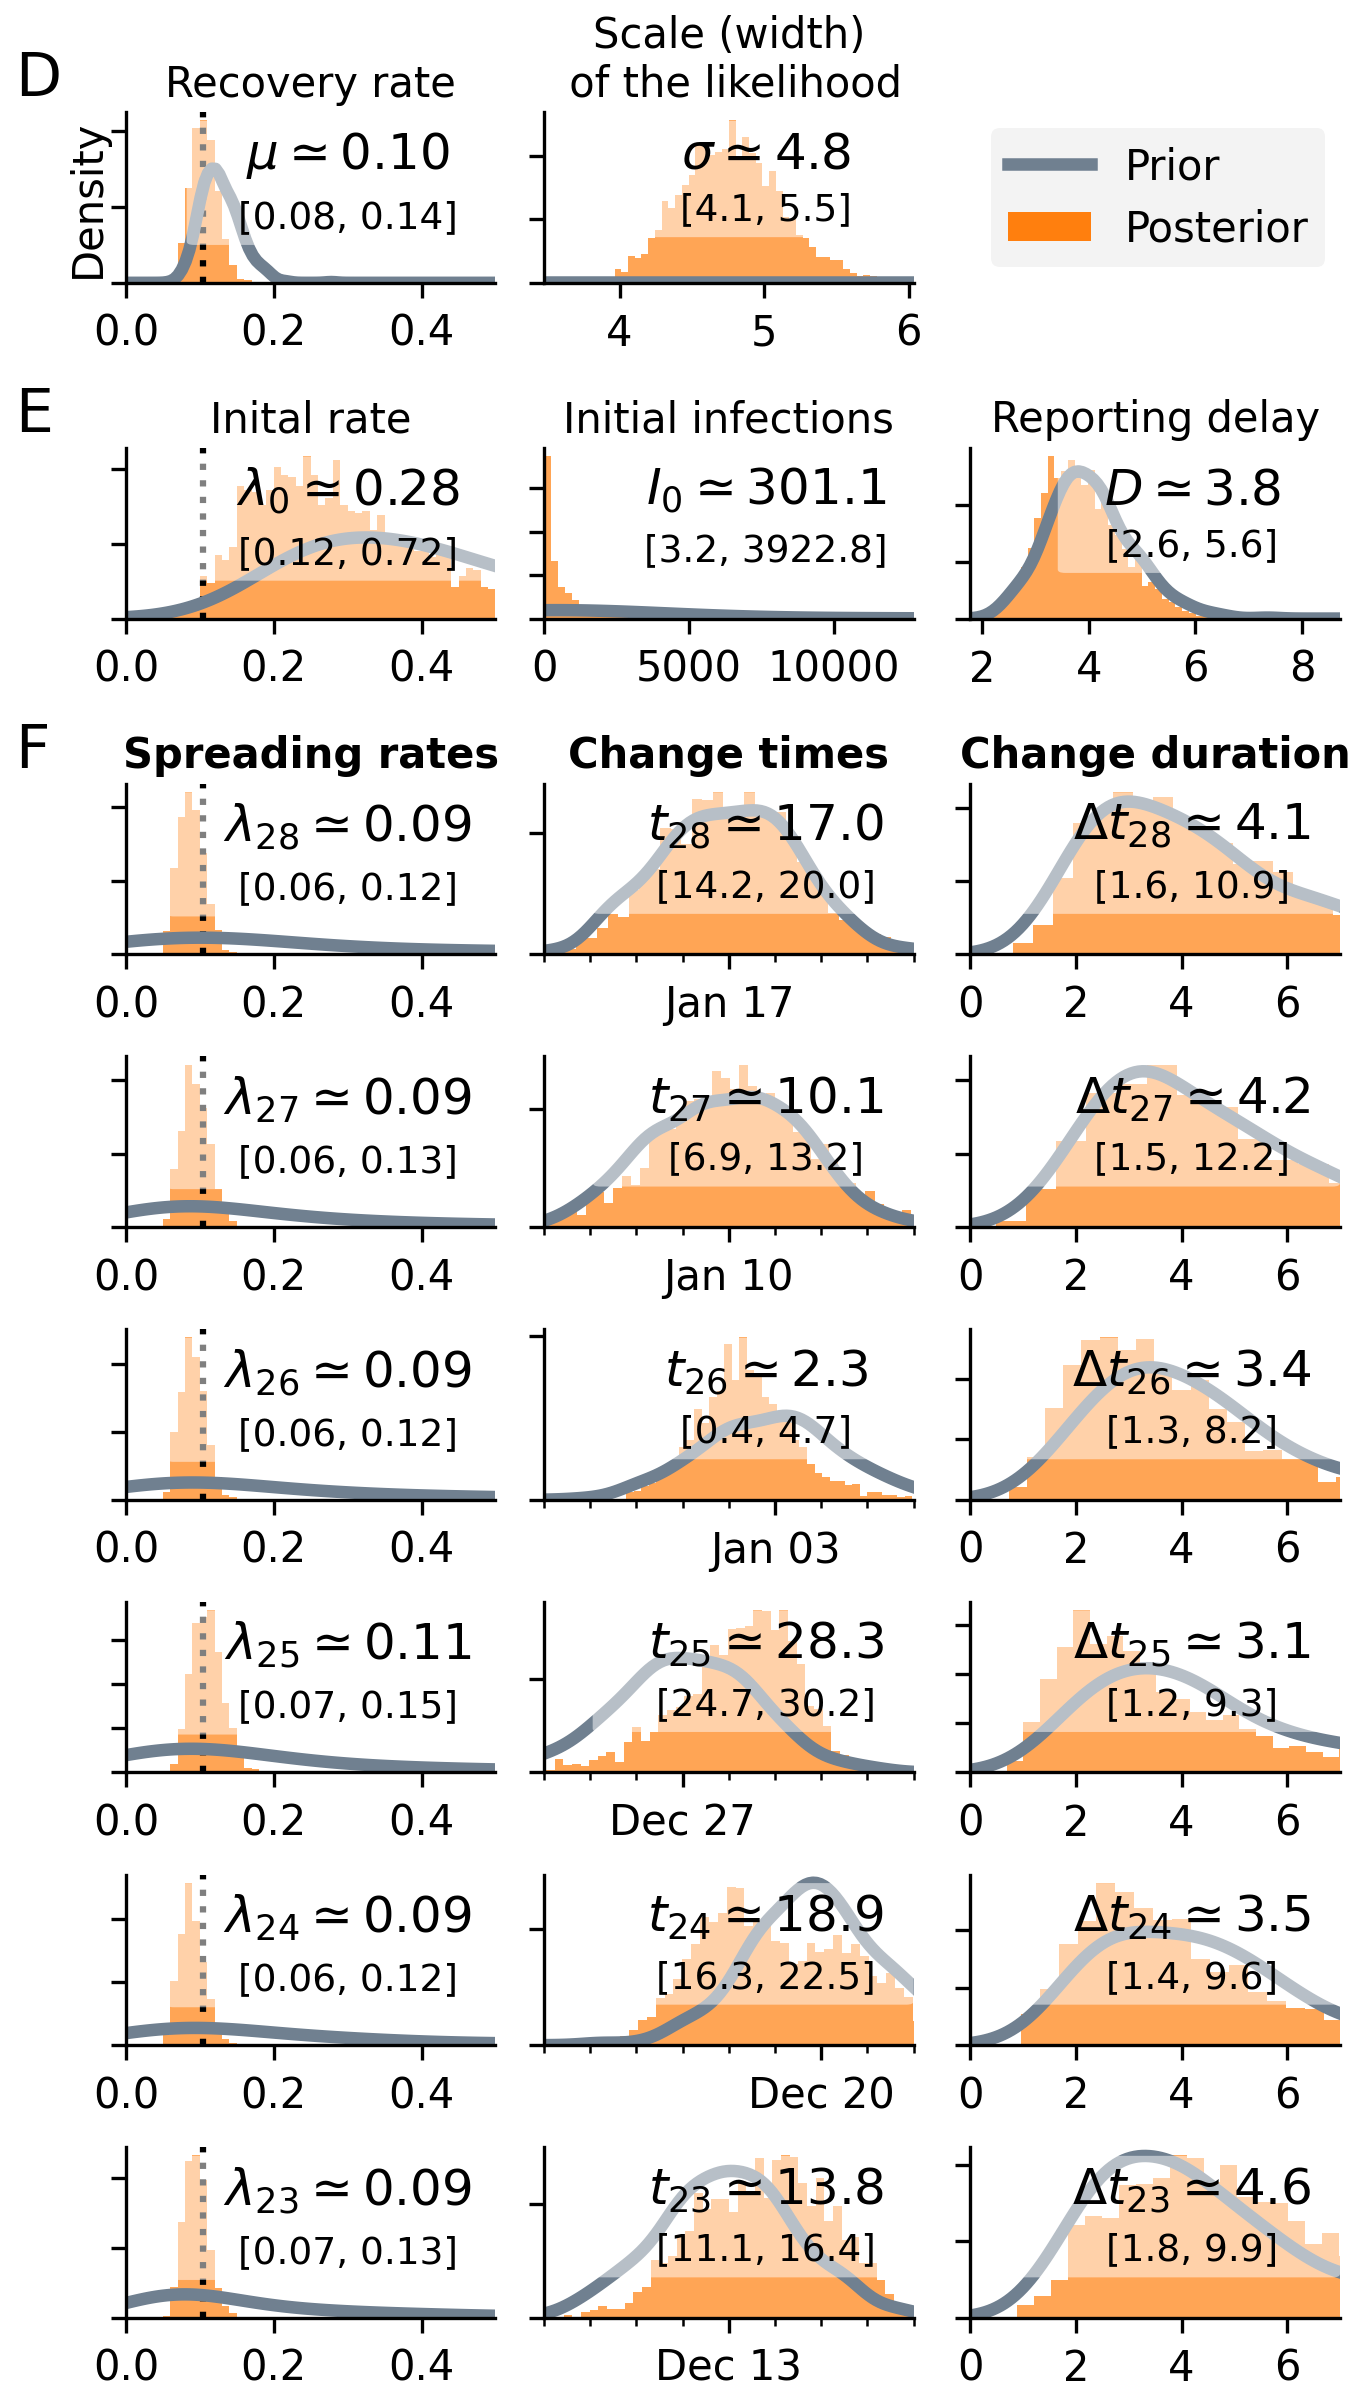 D
Recovery rate
Scale (width)
of the likelihood
Density
μ ≃ 0.10
[0.08, 0.14]
0.0 0.2 0.4
σ ≃ 4.8
[4.1, 5.5]
4 5 6
Prior
Posterior
E
Inital rate
λ0 ≃ 0.28
[0.12, 0.72]
0.0 0.2 0.4
Initial infections
I0 ≃ 301.1
[3.2, 3922.8]
0 5000 10000
Reporting delay
D ≃ 3.8
[2.6, 5.6]
2 4 6 8
F
Spreading rates
Change times
Change duration
λ28 ≃ 0.09
[0.06, 0.12]
0.0 0.2 0.4
t28 ≃ 17.0
[14.2, 20.0]
Jan 17
Δt28 ≃ 4.1
[1.6, 10.9]
0 2 4 6
λ27 ≃ 0.09
[0.06, 0.13]
0.0 0.2 0.4
t27 ≃ 10.1
[6.9, 13.2]
Jan 10
Δt27 ≃ 4.2
[1.5, 12.2]
0 2 4 6
λ26 ≃ 0.09
[0.06, 0.12]
0.0 0.2 0.4
t26 ≃ 2.3
[0.4, 4.7]
Jan 03
Δt26 ≃ 3.4
[1.3, 8.2]
0 2 4 6
λ25 ≃ 0.11
[0.07, 0.15]
0.0 0.2 0.4
t25 ≃ 28.3
[24.7, 30.2]
Dec 27
Δt25 ≃ 3.1
[1.2, 9.3]
0 2 4 6
λ24 ≃ 0.09
[0.06, 0.12]
0.0 0.2 0.4
t24 ≃ 18.9
[16.3, 22.5]
Dec 20
Δt24 ≃ 3.5
[1.4, 9.6]
0 2 4 6
λ23 ≃ 0.09
[0.07, 0.13]
0.0 0.2 0.4
t23 ≃ 13.8
[11.1, 16.4]
Dec 13
Δt23 ≃ 4.6
[1.8, 9.9]
0 2 4 6